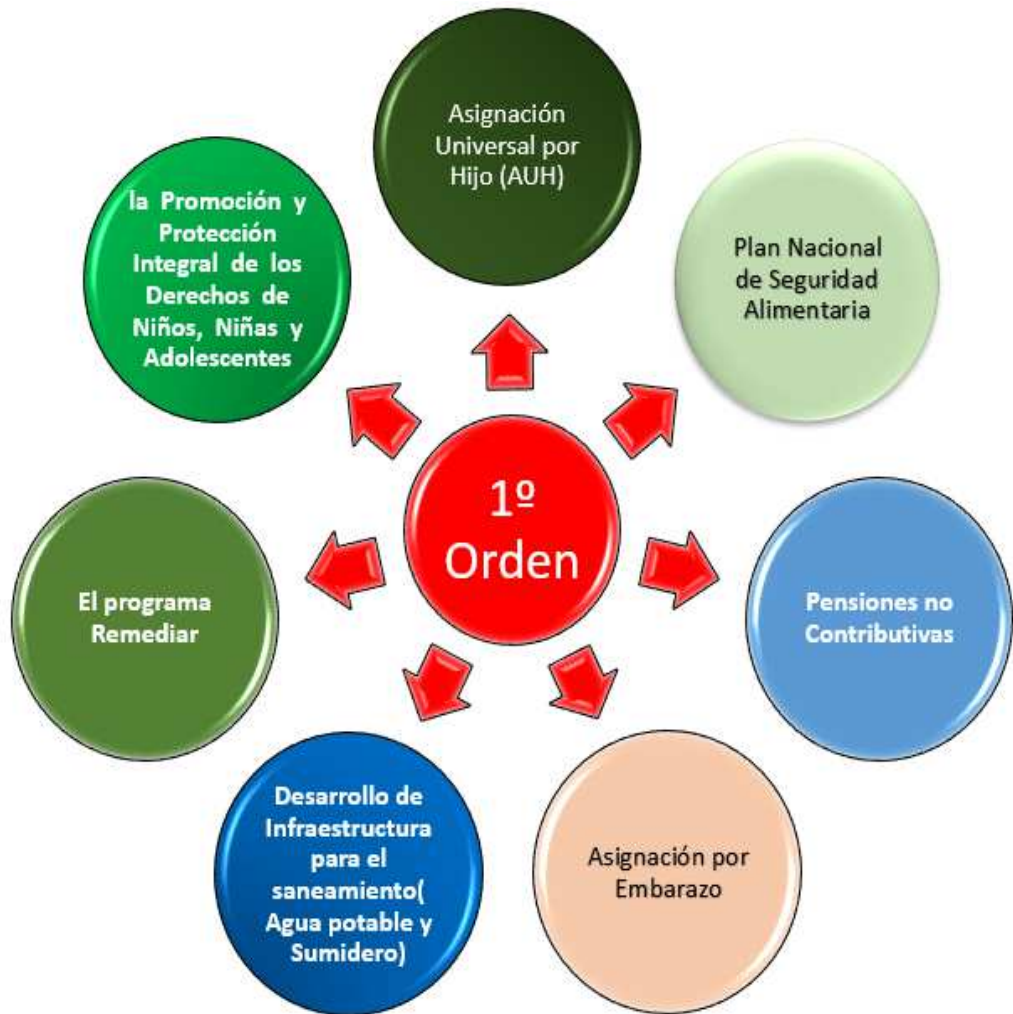 Asignación
Universal por
Hijo (AUH)
Plan Nacional
de Seguridad
Alimentaria
Pensiones no
Contributivas
Asignación por
Embarazo
Desarrollo de
Infraestructura
para el
saneamiento(
Agua potable y
Sumidero)
El programa
Remediar
la Promoción y
Protección
Integral de los
Derechos de
Niños, Niñas y
Adolescentes
1º
Orden